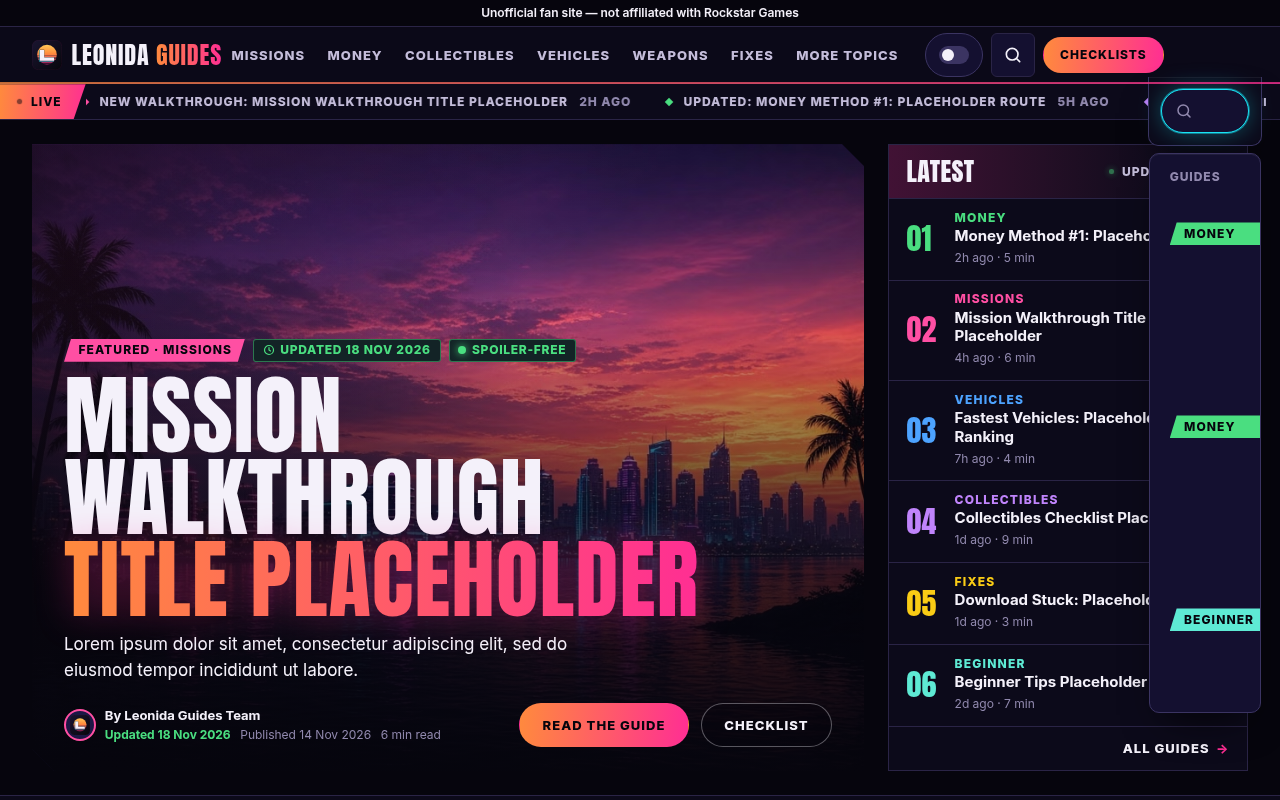 Unofficial fan site — not affiliated with Rockstar Games
LEONIDA GUIDES
MISSIONS
MONEY
COLLECTIBLES
VEHICLES
WEAPONS
FIXES
MORE TOPICS
CHECKLISTS
LIVE
NEW WALKTHROUGH: MISSION WALKTHROUGH TITLE PLACEHOLDER 2H AGO
UPDATED: MONEY METHOD #1: PLACEHOLDER ROUTE 5H AGO
FEATURED · MISSIONS
UPDATED 18 NOV 2026
SPOILER-FREE
MISSION
WALKTHROUGH
TITLE PLACEHOLDER
Lorem ipsum dolor sit amet, consectetur adipiscing elit, sed do
eiusmod tempor incididunt ut labore.
By Leonida Guides Team
Updated 18 Nov 2026 Published 14 Nov 2026 6 min read
READ THE GUIDE
CHECKLIST
LATEST
01
MONEY
Money Method #1:
2h ago · 5 min
02
MISSIONS
Mission Walkthrough Title
Placeholder
4h ago · 6 min
03
VEHICLES
Fastest Vehicles:
Ranking
7h ago · 4 min
04
COLLECTIBLES
Collectibles Checklist
1d ago · 9 min
05
FIXES
Download Stuck:
1d ago · 3 min
06
BEGINNER
Beginner Tips Placeholder
2d ago · 7 min
ALL GUIDES
GUIDES
MONEY
MONEY
BEGINNER